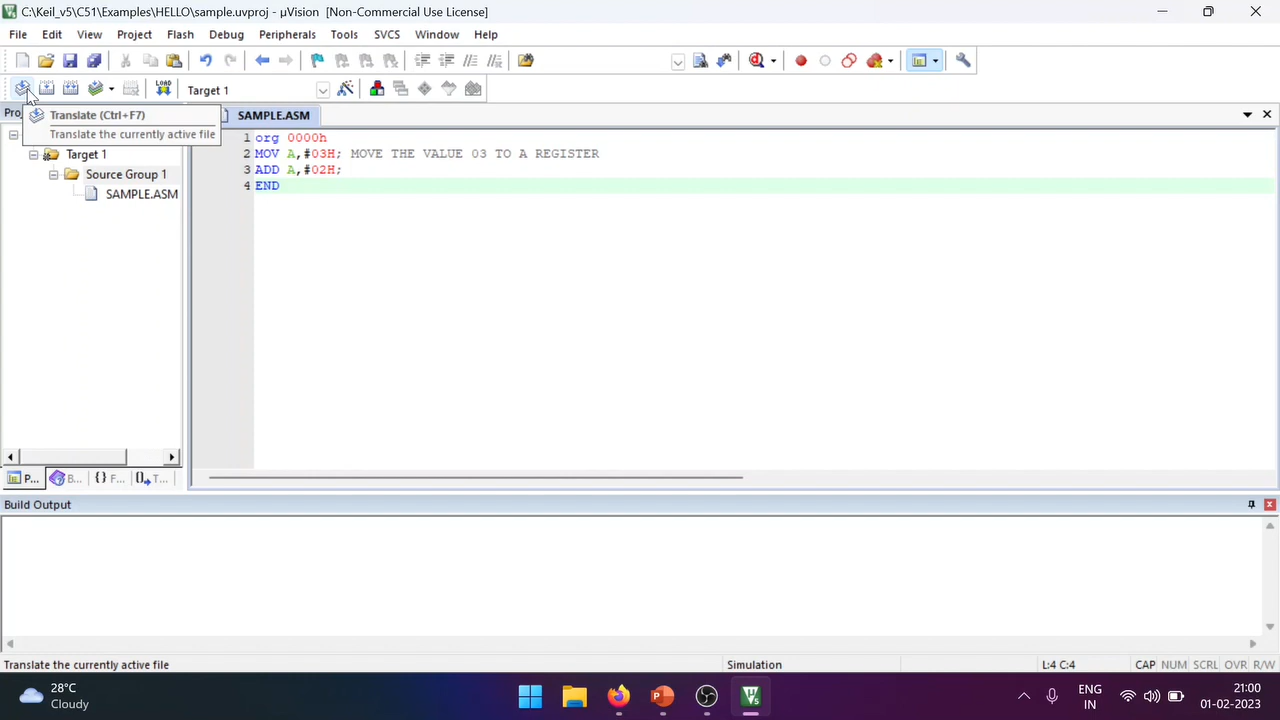 C:\Keil_v5\C51\Examples\HELLO\sample.uvproj - µVision [Non-Commercial Use License]
File Edit View Project Flash Debug Peripherals Tools SVCS Window Help
LOAD Target 1
Proj SAMPLE.ASM
Translate (Ctrl+F7)
Translate the currently active file
Target 1
Source Group 1
SAMPLE.ASM
1 org 0000h
2 MOV A,#03H; MOVE THE VALUE 03 TO A REGISTER
3 ADD A,#02H;
4 END
P... B... {} F... T...
Build Output
Translate the currently active file Simulation L:4 C:4 CAP NUM SCRL OVR R/W
28°C
Cloudy
ENG
IN
21:00
01-02-2023